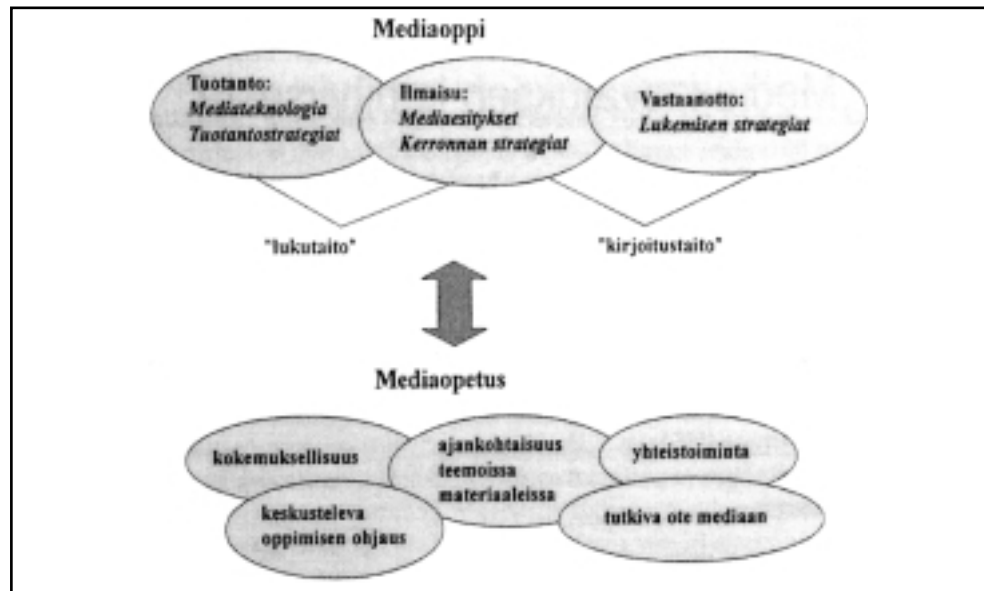 Mediaoppi
Tuotanto:
Mediateknologia
Tuotantostrategiat
Ilmaisu:
Mediaesitykset
Kerronnan strategiat
Vastaanotto:
Lukemisen strategiat
"lukutaito"
"kirjoitustaito"
Mediaopetus
kokemuksellisuus
ajankohtaisuus
teemoissa
materiaaleissa
yhteistoiminta
keskusteleva
oppimisen ohjaus
tutkiva ote mediaan